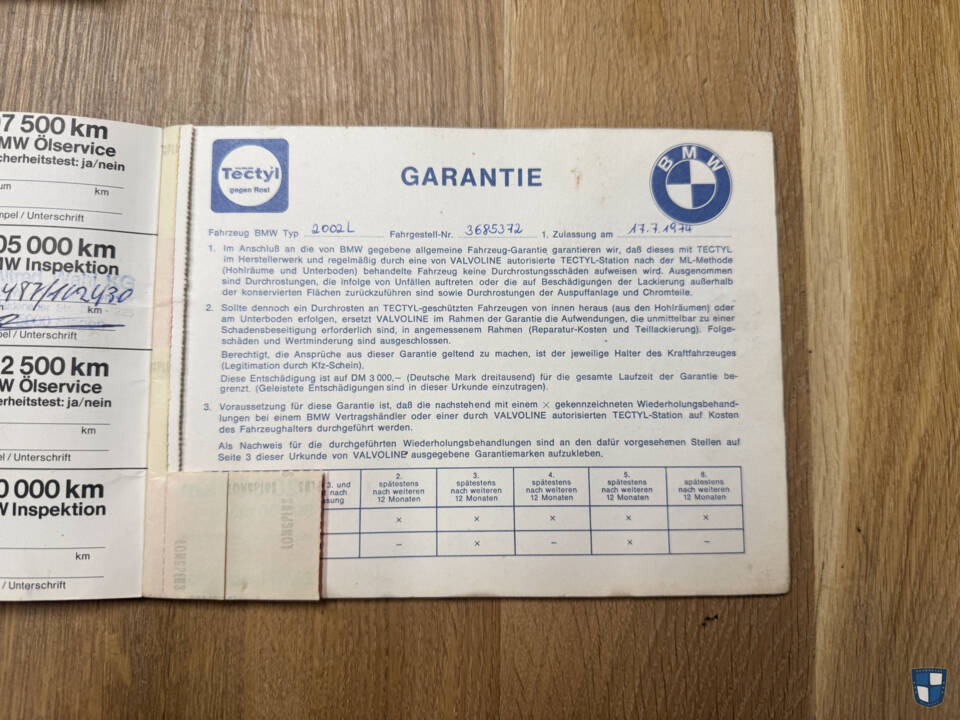 7 500 km
MW Ölservice
cherheitstest: ja/nein
um km
mpel / Unterschrift
05 000 km
MW Inspektion
487/102430
km
pel / Unterschrift
2 500 km
W Ölservice
erheitstest: ja/nein
km
el / Unterschrift
0 000 km
W Inspektion
km
/ Unterschrift
Tectyl
gegen Rost
GARANTIE
BMW
Fahrzeug BMW Typ 2002L Fahrgestell-Nr. 3685372 1. Zulassung am 17.7.1974
1. Im Anschluß an die von BMW gegebene allgemeine Fahrzeug-Garantie garantieren wir, daß dieses mit TECTYL
im Herstellerwerk und regelmäßig durch eine von VALVOLINE autorisierte TECTYL-Station nach der ML-Methode
(Hohlräume und Unterboden) behandelte Fahrzeug keine Durchrostungsschäden aufweisen wird. Ausgenommen
sind Durchrostungen, die infolge von Unfällen auftreten oder die auf Beschädigungen der Lackierung außerhalb
der konservierten Flächen zurückzuführen sind sowie Durchrostungen der Auspuffanlage und Chromteile.
2. Sollte dennoch ein Durchrosten an TECTYL-geschützten Fahrzeugen von innen heraus (aus den Hohlräumen) oder
am Unterboden erfolgen, ersetzt VALVOLINE im Rahmen der Garantie die Aufwendungen, die unmittelbar zu einer
Schadensbeseitigung erforderlich sind, in angemessenem Rahmen (Reparatur-Kosten und Teillackierung). Folge-
schäden und Wertminderung sind ausgeschlossen.
Berechtigt, die Ansprüche aus dieser Garantie geltend zu machen, ist der jeweilige Halter des Kraftfahrzeuges
(Legitimation durch Kfz-Schein).
Diese Entschädigung ist auf DM 3 000,— (Deutsche Mark dreitausend) für die gesamte Laufzeit der Garantie be-
grenzt. (Geleistete Entschädigungen sind in dieser Urkunde einzutragen).
3. Voraussetzung für diese Garantie ist, daß die nachstehend mit einem × gekennzeichneten Wiederholungsbehand-
lungen bei einem BMW Vertragshändler oder einer durch VALVOLINE autorisierten TECTYL-Station auf Kosten
des Fahrzeughalters durchgeführt werden.
Als Nachweis für die durchgeführten Wiederholungsbehandlungen sind an den dafür vorgesehenen Stellen auf
Seite 3 dieser Urkunde von VALVOLINE ausgegebene Garantiemarken aufzukleben.
3. und 2. 3. 4. 5. 6.
nach spätestens spätestens spätestens spätestens spätestens
sung nach weiteren nach weiteren nach weiteren nach weiteren nach weiteren
12 Monaten 12 Monaten 12 Monaten 12 Monaten 12 Monaten
× × × × ×
– × – × –